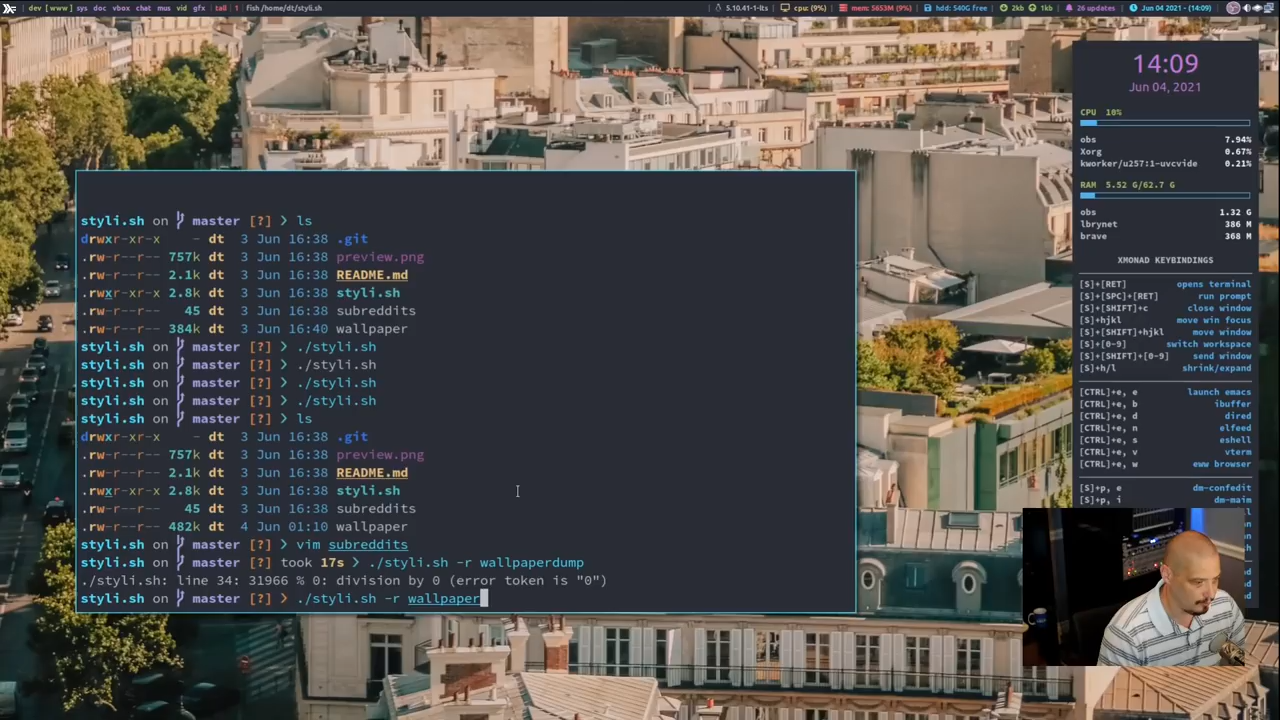 dev [ www ] sys doc vbox chat mus vid gfx | tall | 1 | Fish /home/dt/styli.sh
5.10.41-1-lts | cpu: (9%) | mem: 5653M (9%) | hdd: 540G free | 2kb 1kb | 26 updates | Jun 04 2021 - (14:09)
styli.sh on master [?] ❯ ls
drwxr-xr-x - dt 3 Jun 16:38 .git
.rw-r--r-- 757k dt 3 Jun 16:38 preview.png
.rw-r--r-- 2.1k dt 3 Jun 16:38 README.md
.rwxr-xr-x 2.8k dt 3 Jun 16:38 styli.sh
.rw-r--r-- 45 dt 3 Jun 16:38 subreddits
.rw-r--r-- 384k dt 3 Jun 16:40 wallpaper
styli.sh on master [?] ❯ ./styli.sh
styli.sh on master [?] ❯ ./styli.sh
styli.sh on master [?] ❯ ./styli.sh
styli.sh on master [?] ❯ ./styli.sh
styli.sh on master [?] ❯ ls
drwxr-xr-x - dt 3 Jun 16:38 .git
.rw-r--r-- 757k dt 3 Jun 16:38 preview.png
.rw-r--r-- 2.1k dt 3 Jun 16:38 README.md
.rwxr-xr-x 2.8k dt 3 Jun 16:38 styli.sh
.rw-r--r-- 45 dt 3 Jun 16:38 subreddits
.rw-r--r-- 482k dt 4 Jun 01:10 wallpaper
styli.sh on master [?] ❯ vim subreddits
styli.sh on master [?] took 17s ❯ ./styli.sh -r wallpaperdump
./styli.sh: line 34: 31966 % 0: division by 0 (error token is "0")
styli.sh on master [?] ❯ ./styli.sh -r wallpaper
14:09
Jun 04, 2021
CPU 10%
obs 7.94%
Xorg 0.67%
kworker/u257:1-uvcvide 0.21%
RAM 5.52 G/62.7 G
obs 1.32 G
lbrynet 386 M
brave 368 M
XMONAD KEYBINDINGS
[S]+[RET] opens terminal
[S]+[SPC]+[RET] run prompt
[S]+[SHIFT]+c close window
[S]+hjkl move win focus
[S]+[SHIFT]+hjkl move window
[S]+[0-9] switch workspace
[S]+[SHIFT]+[0-9] send window
[S]+h/l shrink/expand
[CTRL]+e, e launch emacs
[CTRL]+e, b ibuffer
[CTRL]+e, d dired
[CTRL]+e, n elfeed
[CTRL]+e, s eshell
[CTRL]+e, v vterm
[CTRL]+e, w eww browser
[S]+p, e dm-confedit
[S]+p, i dm-maim